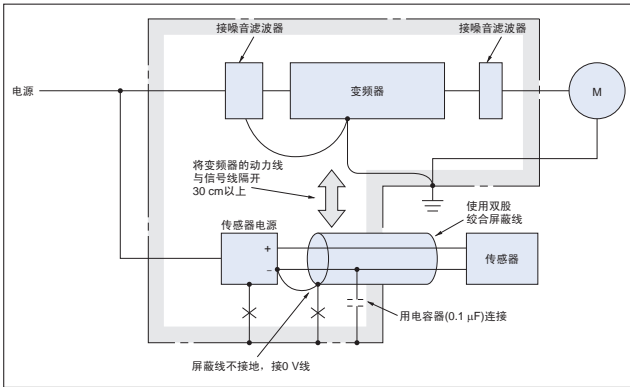 接噪音滤波器
接噪音滤波器
电源
变频器
M
将变频器的动力线
与信号线隔开
30 cm以上
使用双股
绞合屏蔽线
传感器电源
+
−
传感器
用电容器(0.1 μF)连接
屏蔽线不接地，接0 V线